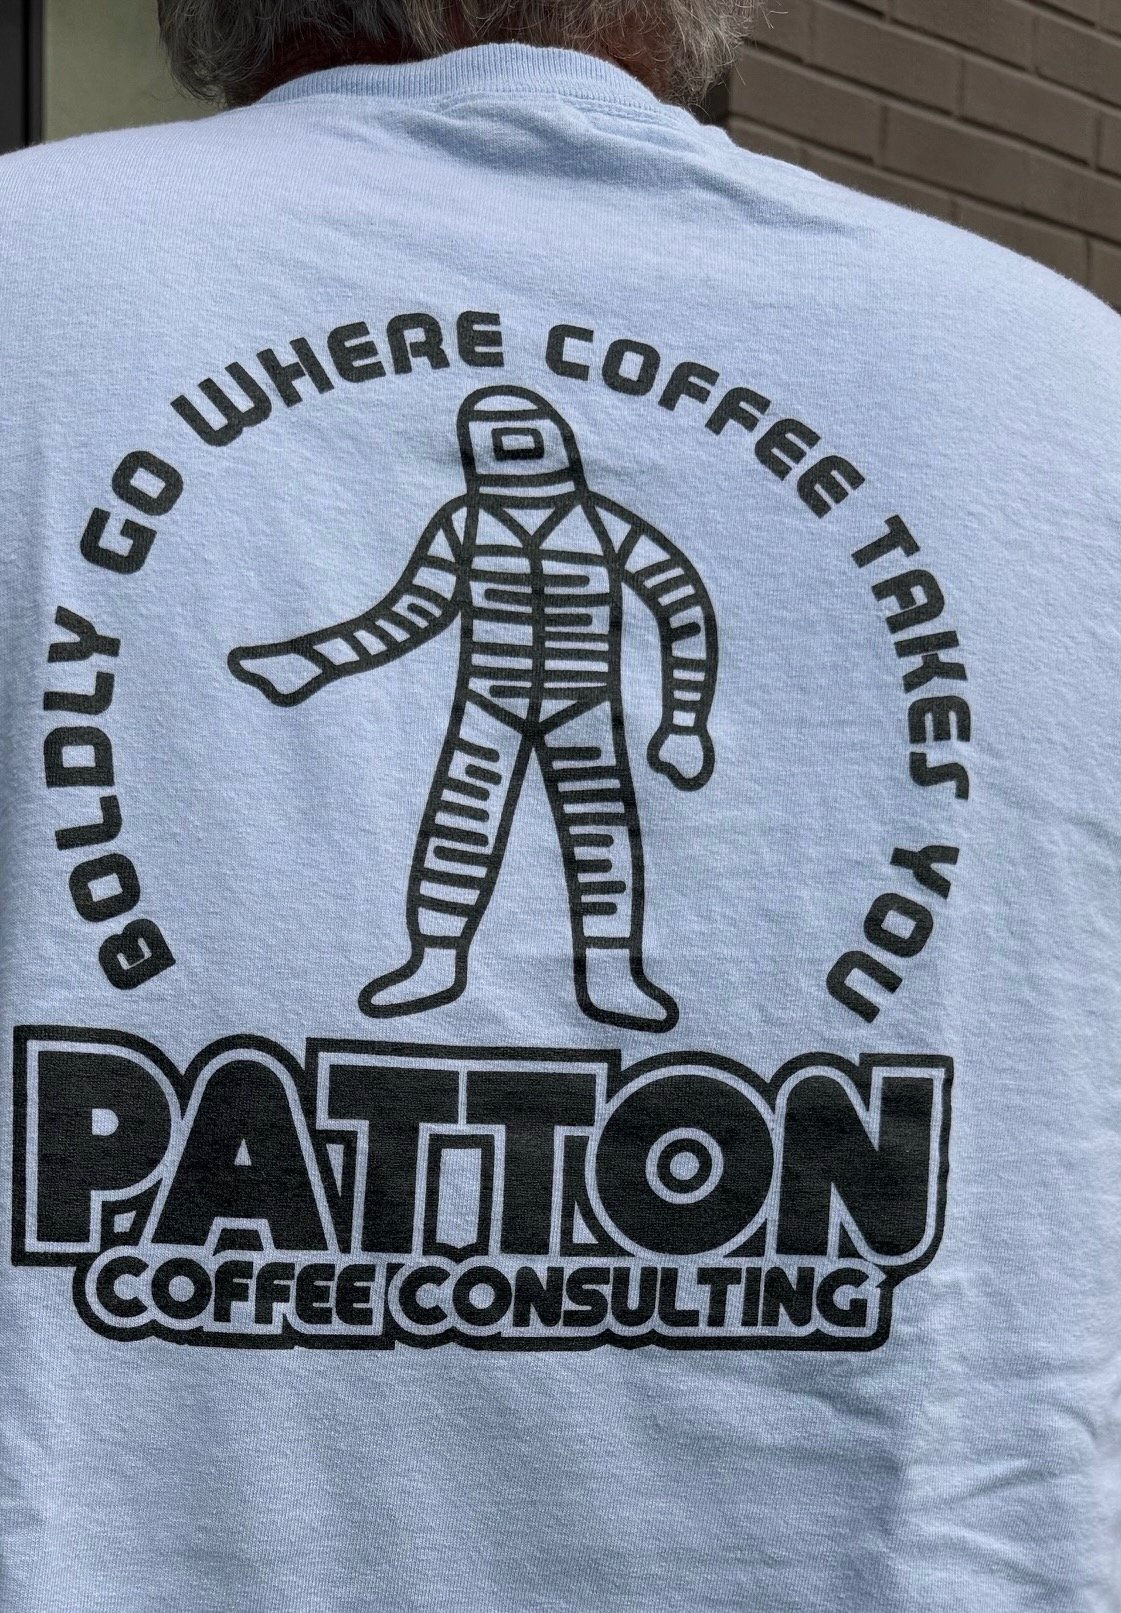 BOLDLY GO WHERE COFFEE TAKES YOU
PATTON
COFFEE CONSULTING